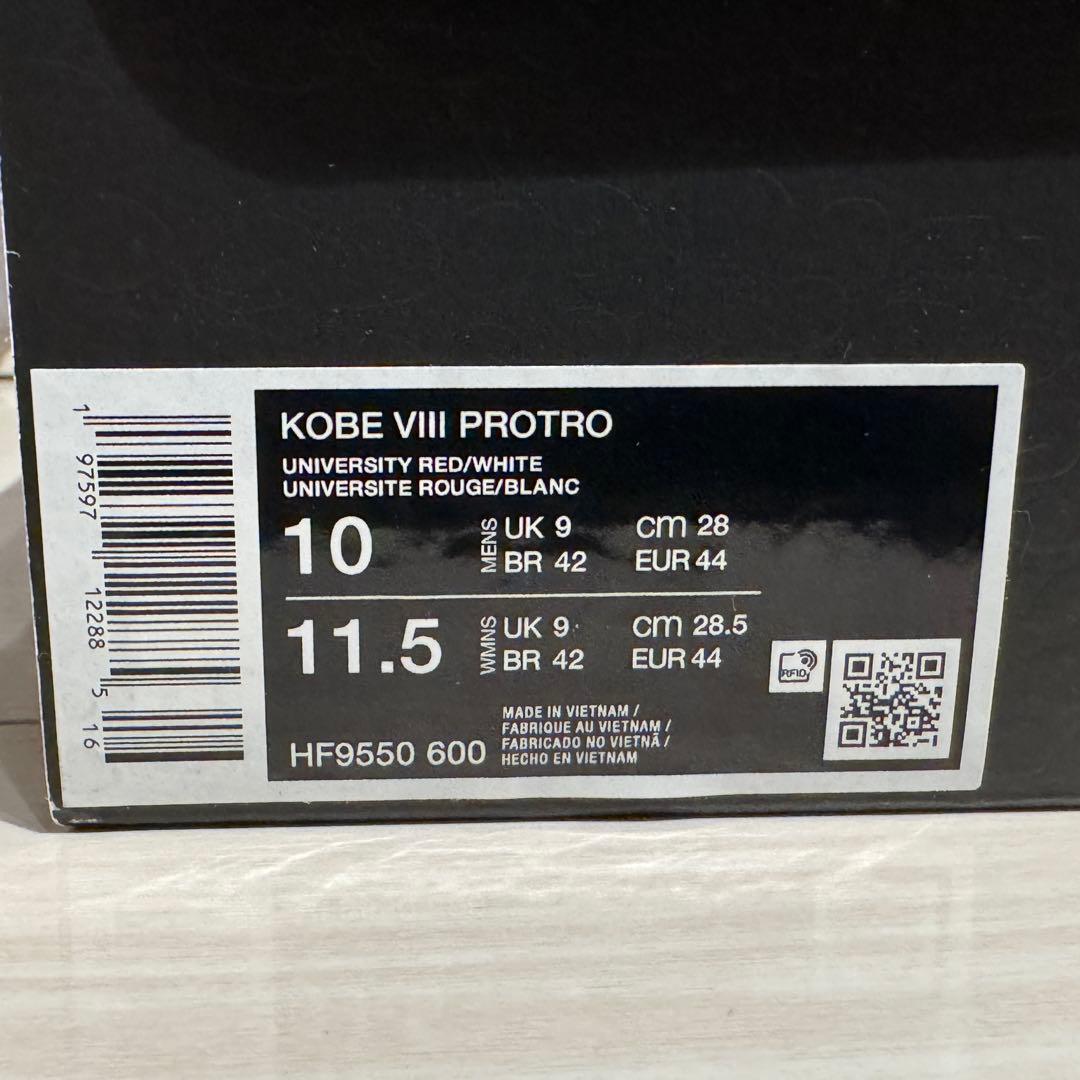 KOBE VIII PROTRO
UNIVERSITY RED/WHITE
UNIVERSITE ROUGE/BLANC
10 MENS UK 9 cm 28
BR 42 EUR 44
11.5 WMNS UK 9 cm 28.5
BR 42 EUR 44
MADE IN VIETNAM /
FABRIQUE AU VIETNAM /
FABRICADO NO VIETNÃ /
HECHO EN VIETNAM
HF9550 600
RFID
1 97597 12288 5 16